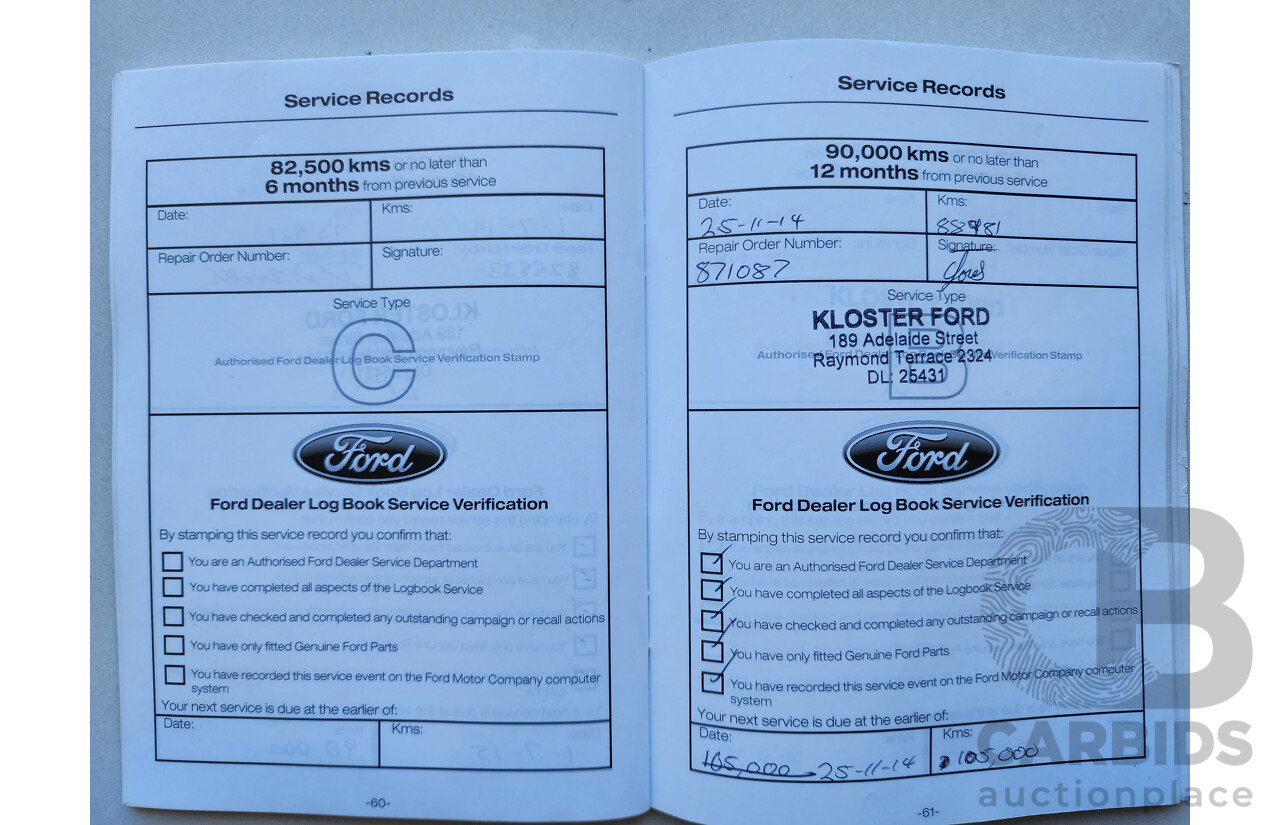 Service Records
82,500 kms or no later than
6 months from previous service
Date:
Kms:
Repair Order Number:
Signature:
Service Type
C
Authorised Ford Dealer Log Book Service Verification Stamp
Ford
Ford Dealer Log Book Service Verification
By stamping this service record you confirm that:
You are an Authorised Ford Dealer Service Department
You have completed all aspects of the Logbook Service
You have checked and completed any outstanding campaign or recall actions
You have only fitted Genuine Ford Parts
You have recorded this service event on the Ford Motor Company computer
system
Your next service is due at the earlier of:
Date:
Kms:
-60-
Service Records
90,000 kms or no later than
12 months from previous service
Date:
25-11-14
Kms:
Repair Order Number:
871087
Signature:
Service Type
B
KLOSTER FORD
189 Adelaide Street
Authorised Ford Dealer Log Book Service Verification Stamp
Raymond Terrace 2324
DL: 25431
Ford
Ford Dealer Log Book Service Verification
By stamping this service record you confirm that:
You are an Authorised Ford Dealer Service Department
You have completed all aspects of the Logbook Service
You have checked and completed any outstanding campaign or recall actions
You have only fitted Genuine Ford Parts
You have recorded this service event on the Ford Motor Company computer
system
Your next service is due at the earlier of:
Date:
105,000 25-11-14
Kms:
105,000
-61-
CB
CARBIDS
auctionplace